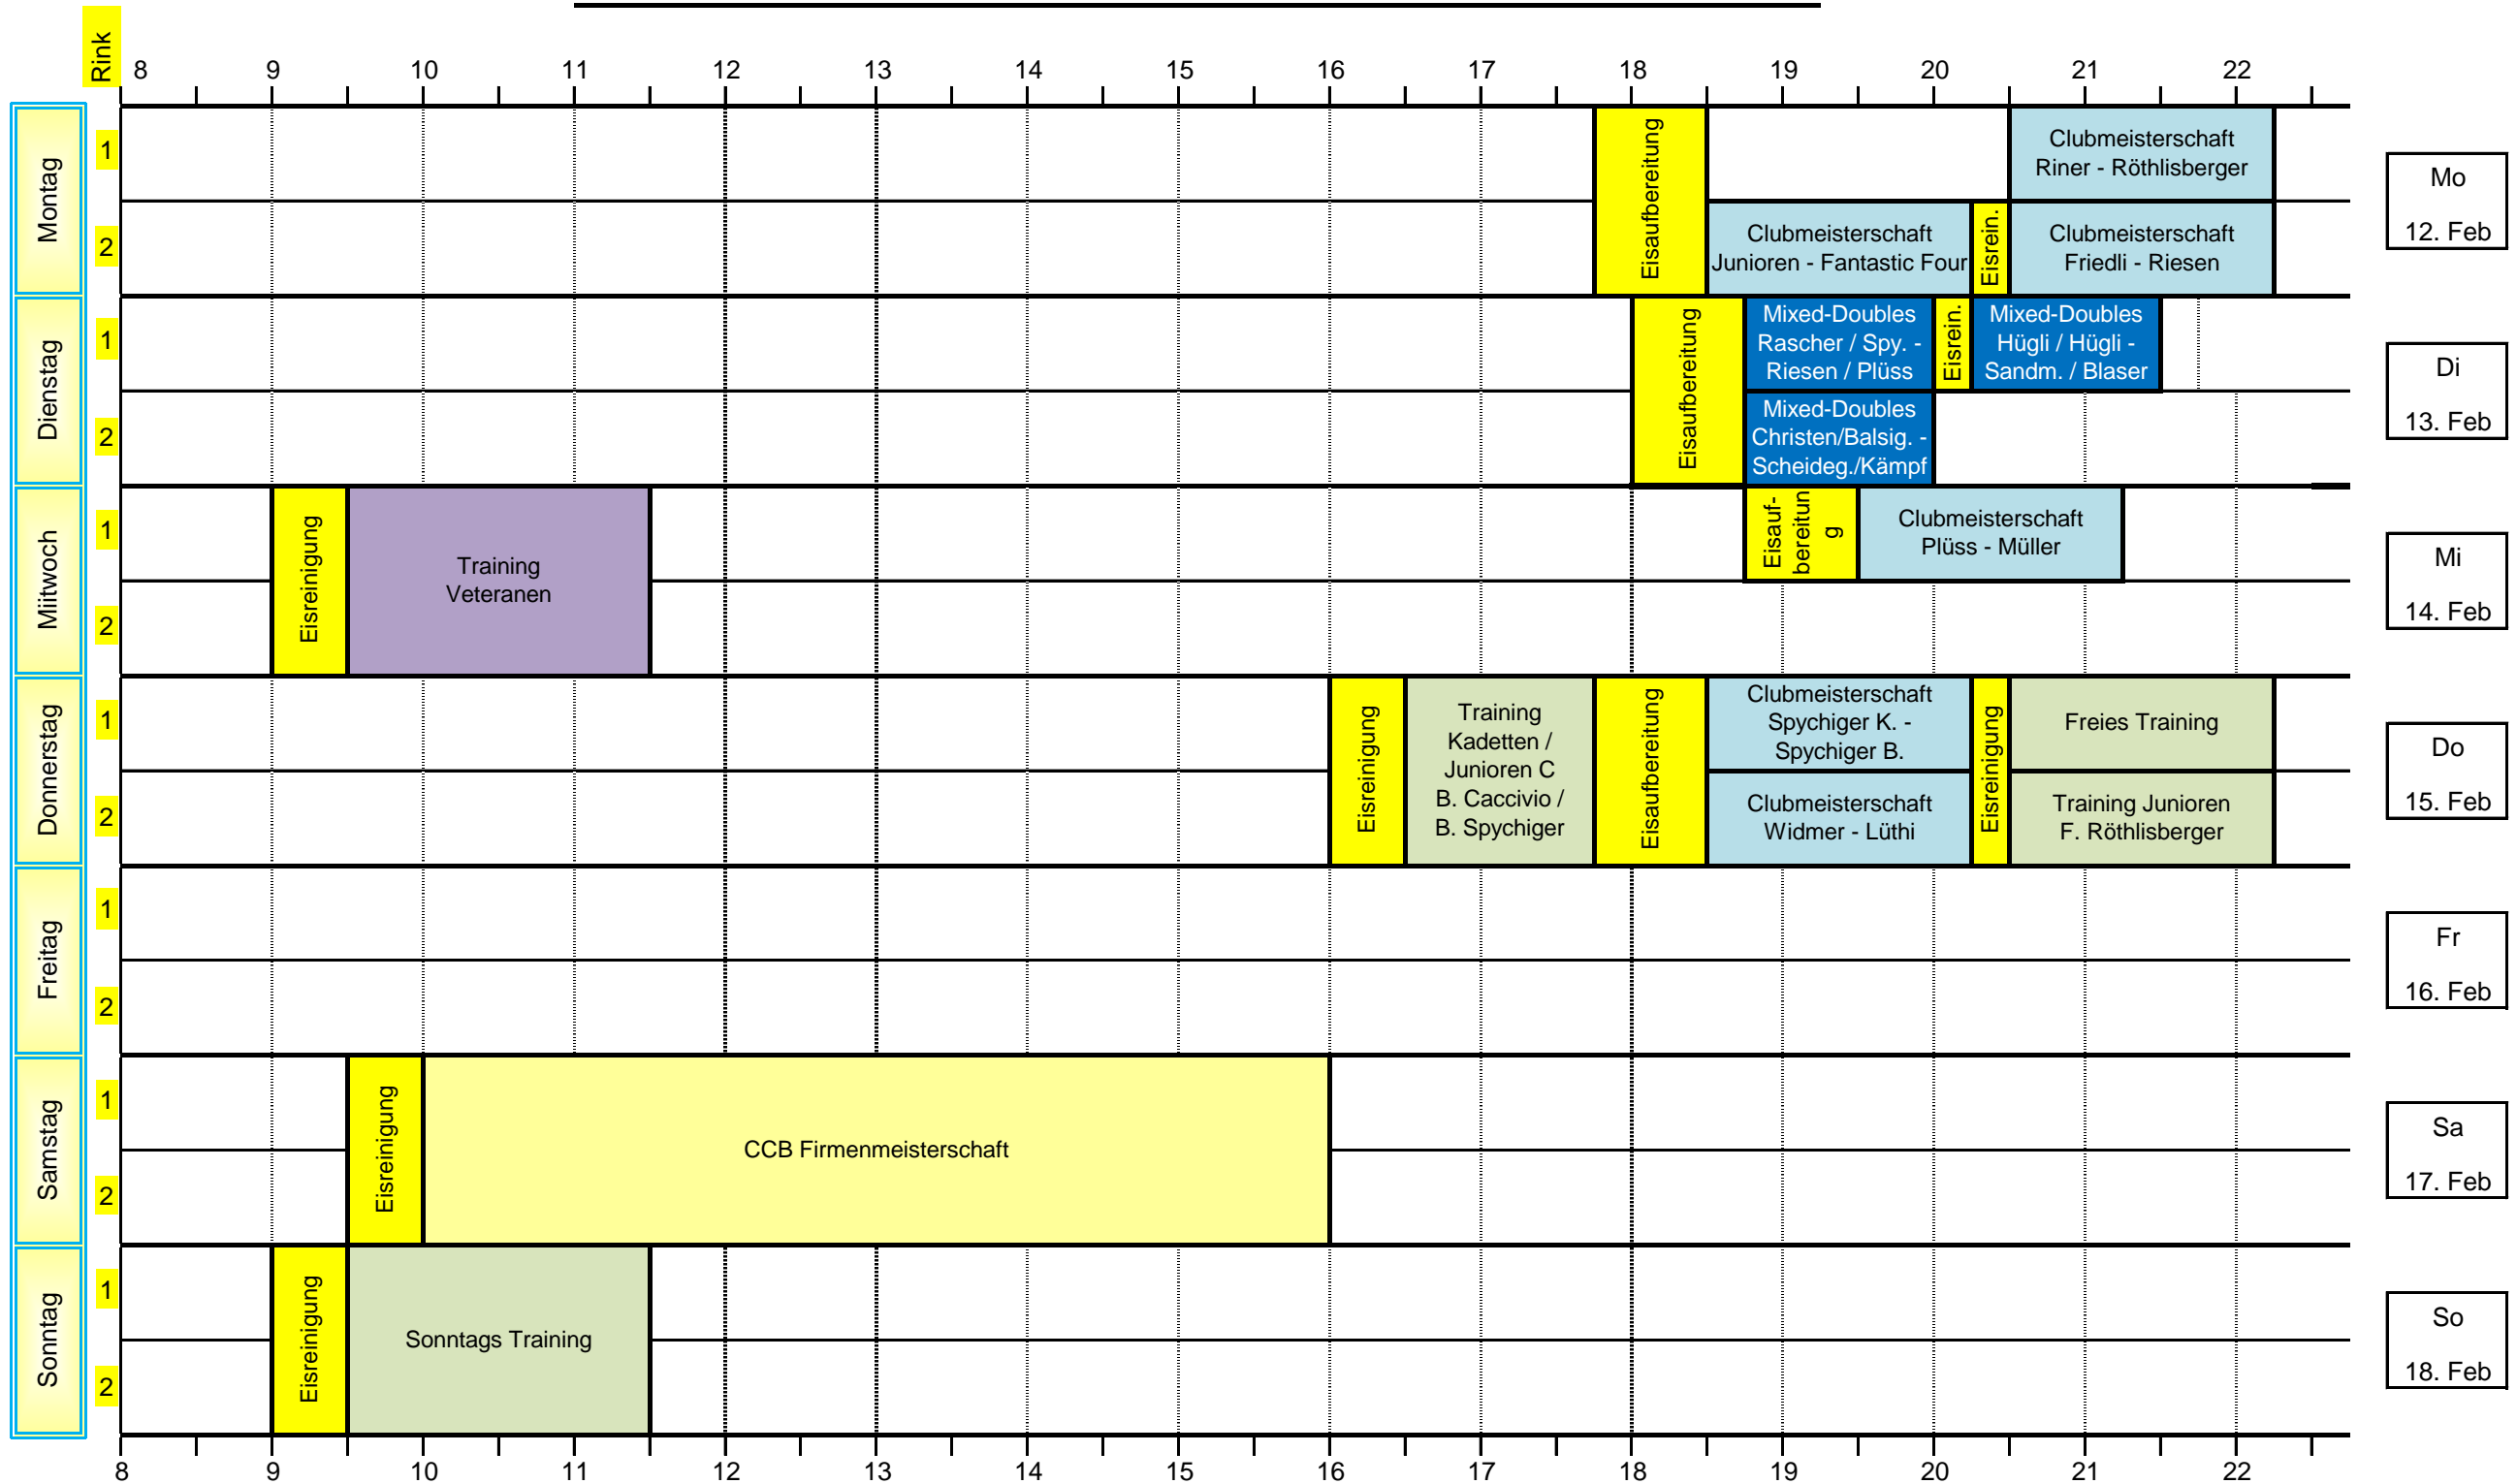 Rink
8 9 10 11 12 13 14 15 16 17 18 19 20 21 22
Montag
1
2
Eisaufbereitung
Clubmeisterschaft
Riner - Röthlisberger
Clubmeisterschaft
Junioren - Fantastic Four
Eisrein.
Clubmeisterschaft
Friedli - Riesen
Mo
12. Feb
Dienstag
1
2
Eisaufbereitung
Mixed-Doubles
Rascher / Spy. -
Riesen / Plüss
Eisrein.
Mixed-Doubles
Hügli / Hügli -
Sandm. / Blaser
Mixed-Doubles
Christen/Balsig. -
Scheideg./Kämpf
Di
13. Feb
Miitwoch
1
2
Eisreinigung
Training
Veteranen
Eisauf-
bereitun
g
Clubmeisterschaft
Plüss - Müller
Mi
14. Feb
Donnerstag
1
2
Eisreinigung
Training
Kadetten /
Junioren C
B. Caccivio /
B. Spychiger
Eisaufbereitung
Clubmeisterschaft
Spychiger K. -
Spychiger B.
Clubmeisterschaft
Widmer - Lüthi
Eisreinigung
Freies Training
Training Junioren
F. Röthlisberger
Do
15. Feb
Freitag
1
2
Fr
16. Feb
Samstag
1
2
Eisreinigung
CCB Firmenmeisterschaft
Sa
17. Feb
Sonntag
1
2
Eisreinigung
Sonntags Training
So
18. Feb
8 9 10 11 12 13 14 15 16 17 18 19 20 21 22